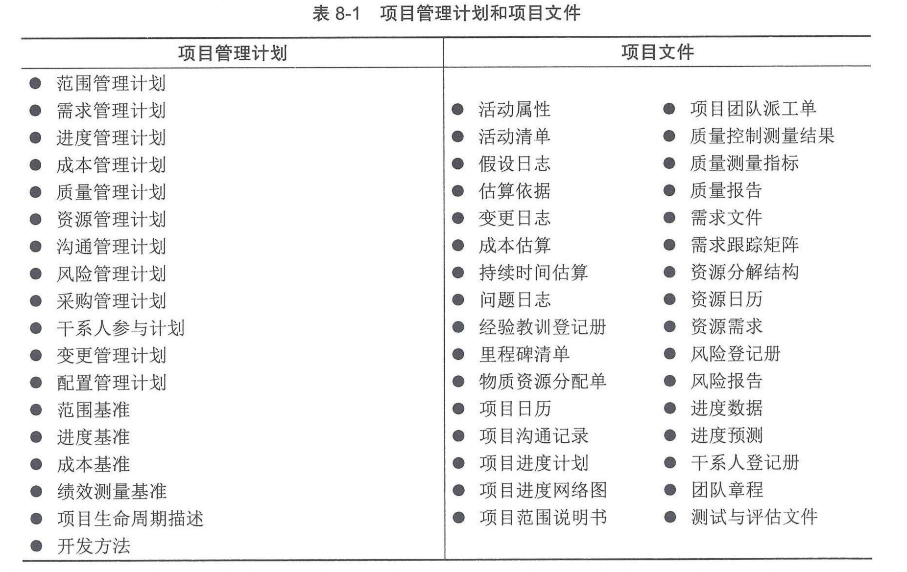 表 8-1 项目管理计划和项目文件
项目管理计划 项目文件
● 范围管理计划
● 需求管理计划 ● 活动属性 ● 项目团队派工单
● 进度管理计划 ● 活动清单 ● 质量控制测量结果
● 成本管理计划 ● 假设日志 ● 质量测量指标
● 质量管理计划 ● 估算依据 ● 质量报告
● 资源管理计划 ● 变更日志 ● 需求文件
● 沟通管理计划 ● 成本估算 ● 需求跟踪矩阵
● 风险管理计划 ● 持续时间估算 ● 资源分解结构
● 采购管理计划 ● 问题日志 ● 资源日历
● 干系人参与计划 ● 经验教训登记册 ● 资源需求
● 变更管理计划 ● 里程碑清单 ● 风险登记册
● 配置管理计划 ● 物质资源分配单 ● 风险报告
● 范围基准 ● 项目日历 ● 进度数据
● 进度基准 ● 项目沟通记录 ● 进度预测
● 成本基准 ● 项目进度计划 ● 干系人登记册
● 绩效测量基准 ● 项目进度网络图 ● 团队章程
● 项目生命周期描述 ● 项目范围说明书 ● 测试与评估文件
● 开发方法